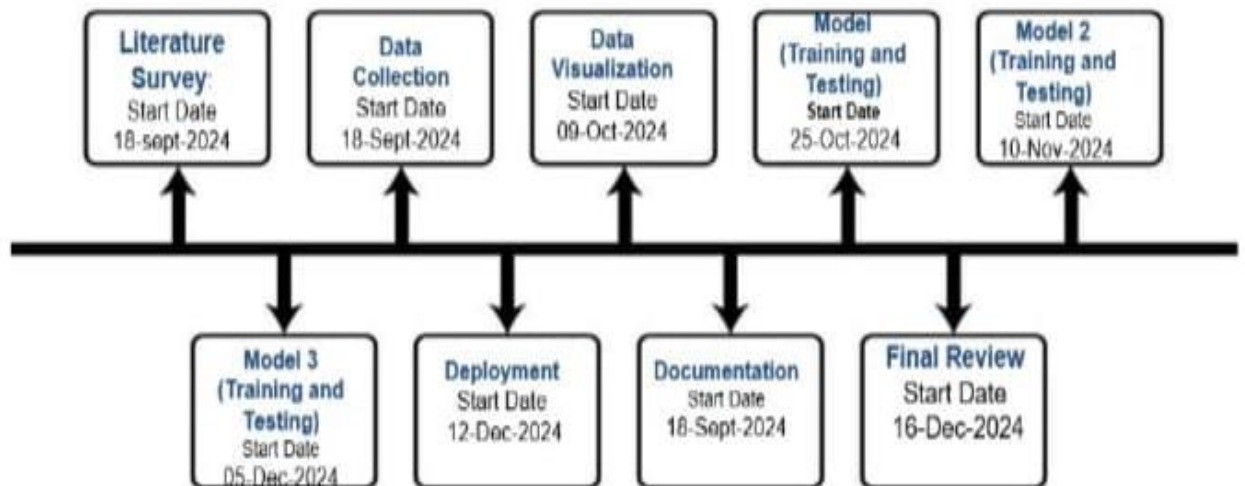 Literature
Survey:
Start Date
18-sept-2024
Data
Collection
Start Date
18-Sept-2024
Data
Visualization
Start Date
09-Oct-2024
Model
(Training and
Testing)
Start Date
25-Oct-2024
Model 2
(Training and
Testing)
Start Date
10-Nov-2024
Model 3
(Training and
Testing)
Start Date
05-Dec-2024
Deployment
Start Date
12-Dec-2024
Documentation
Start Date
18-Sept-2024
Final Review
Start Date
16-Dec-2024